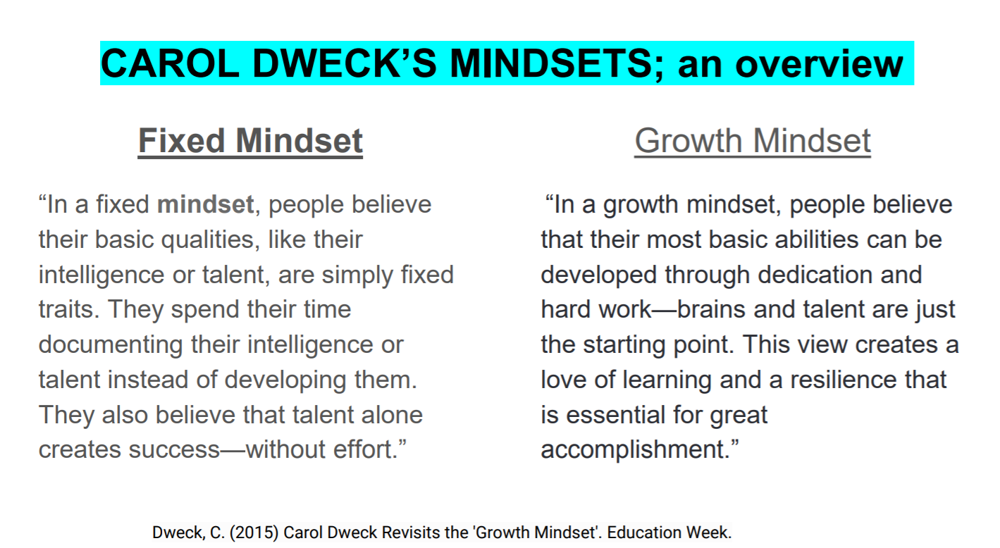 CAROL DWECK’S MINDSETS; an overview
Fixed Mindset
“In a fixed mindset, people believe
their basic qualities, like their
intelligence or talent, are simply fixed
traits. They spend their time
documenting their intelligence or
talent instead of developing them.
They also believe that talent alone
creates success—without effort.”
Growth Mindset
“In a growth mindset, people believe
that their most basic abilities can be
developed through dedication and
hard work—brains and talent are just
the starting point. This view creates a
love of learning and a resilience that
is essential for great
accomplishment.”
Dweck, C. (2015) Carol Dweck Revisits the 'Growth Mindset'. Education Week.